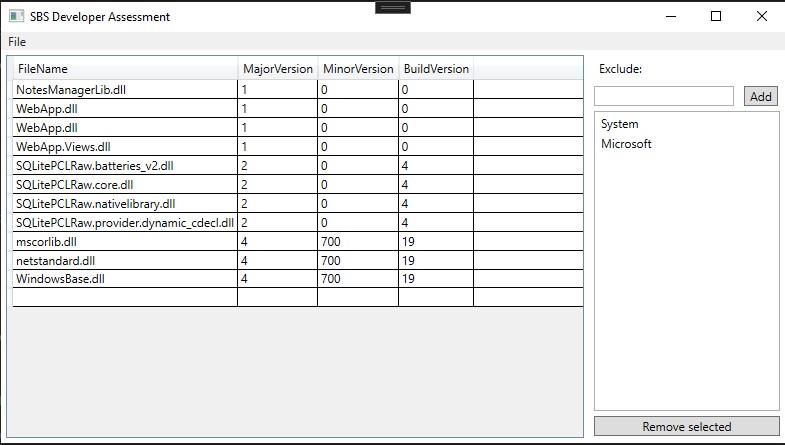 SBS Developer Assessment
File
FileName MajorVersion MinorVersion BuildVersion
NotesManagerLib.dll 1 0 0
WebApp.dll 1 0 0
WebApp.dll 1 0 0
WebApp.Views.dll 1 0 0
SQLitePCLRaw.batteries_v2.dll 2 0 4
SQLitePCLRaw.core.dll 2 0 4
SQLitePCLRaw.nativelibrary.dll 2 0 4
SQLitePCLRaw.provider.dynamic_cdecl.dll 2 0 4
mscorlib.dll 4 700 19
netstandard.dll 4 700 19
WindowsBase.dll 4 700 19
Exclude:
Add
System
Microsoft
Remove selected